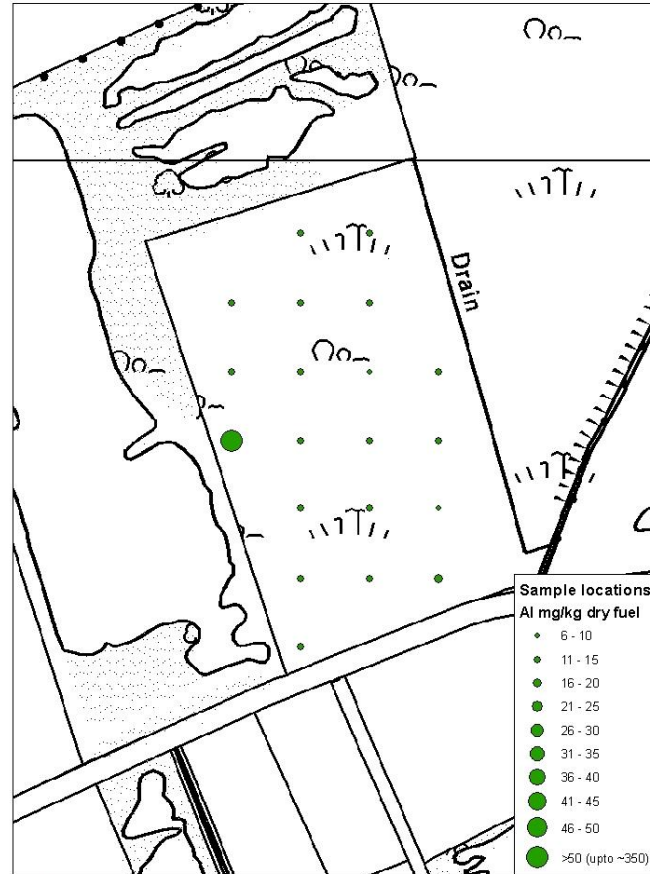 Drain
Sample locations
Al mg/kg dry fuel
6 - 10
11 - 15
16 - 20
21 - 25
26 - 30
31 - 35
36 - 40
41 - 45
46 - 50
>50 (upto ~350)